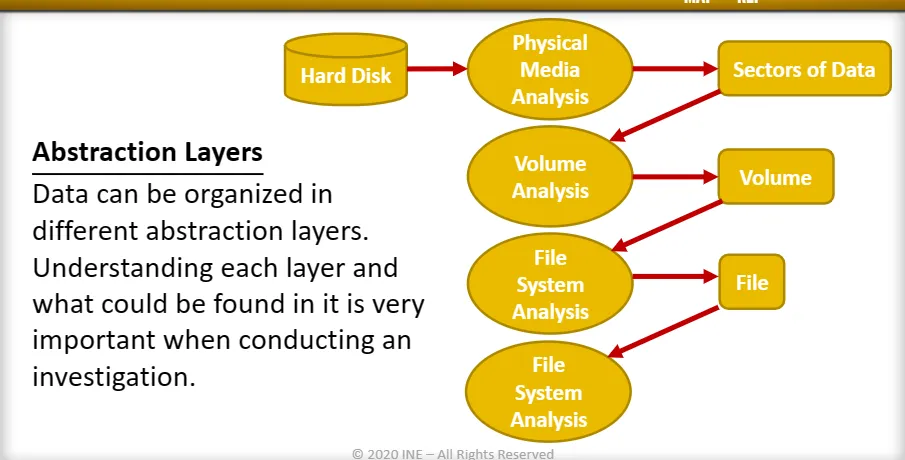 Hard Disk
Physical
Media
Analysis
Sectors of Data
Abstraction Layers
Data can be organized in
different abstraction layers.
Understanding each layer and
what could be found in it is very
important when conducting an
investigation.
Volume
Analysis
Volume
File
System
Analysis
File
File
System
Analysis
© 2020 INE – All Rights Reserved